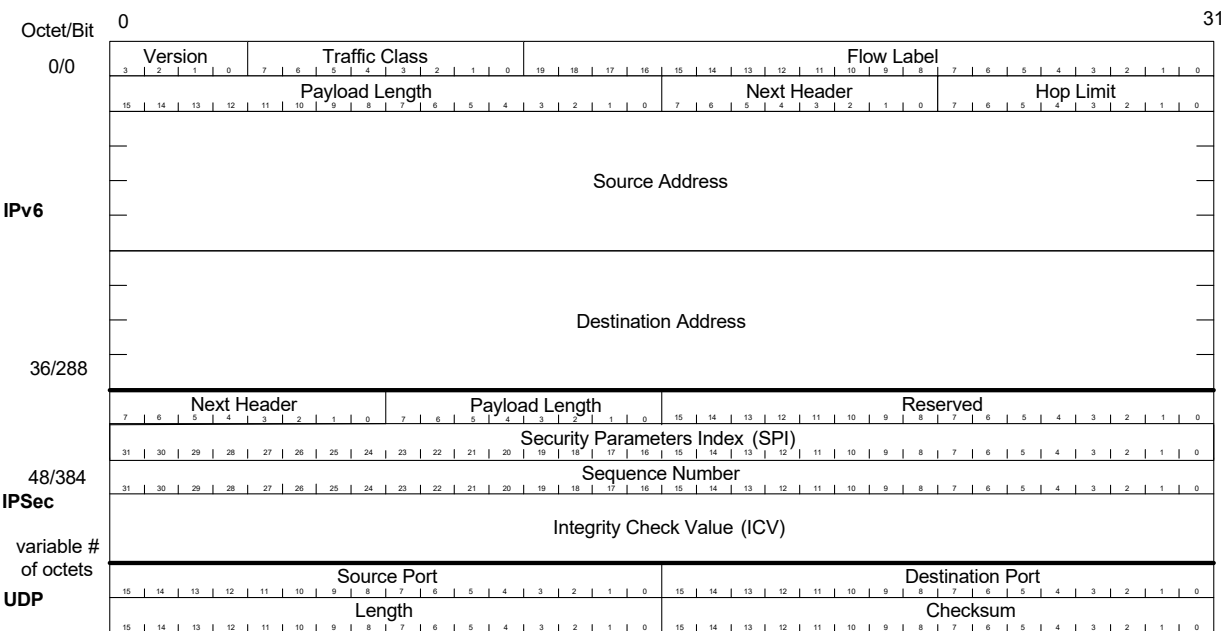 0 31
Octet/Bit
Version Traffic Class Flow Label
0/0
3 2 1 0 7 6 5 4 3 2 1 0 19 18 17 16 15 14 13 12 11 10 9 8 7 6 5 4 3 2 1 0
Payload Length Next Header Hop Limit
15 14 13 12 11 10 9 8 7 6 5 4 3 2 1 0 7 6 5 4 3 2 1 0 7 6 5 4 3 2 1 0
Source Address
IPv6
Destination Address
36/288
Next Header Payload Length Reserved
7 6 5 4 3 2 1 0 7 6 5 4 3 2 1 0 15 14 13 12 11 10 9 8 7 6 5 4 3 2 1 0
Security Parameters Index (SPI)
31 30 29 28 27 26 25 24 23 22 21 20 19 18 17 16 15 14 13 12 11 10 9 8 7 6 5 4 3 2 1 0
Sequence Number
48/384
31 30 29 28 27 26 25 24 23 22 21 20 19 18 17 16 15 14 13 12 11 10 9 8 7 6 5 4 3 2 1 0
IPSec
Integrity Check Value (ICV)
variable #
of octets
Source Port Destination Port
15 14 13 12 11 10 9 8 7 6 5 4 3 2 1 0 15 14 13 12 11 10 9 8 7 6 5 4 3 2 1 0
UDP
Length Checksum
15 14 13 12 11 10 9 8 7 6 5 4 3 2 1 0 15 14 13 12 11 10 9 8 7 6 5 4 3 2 1 0